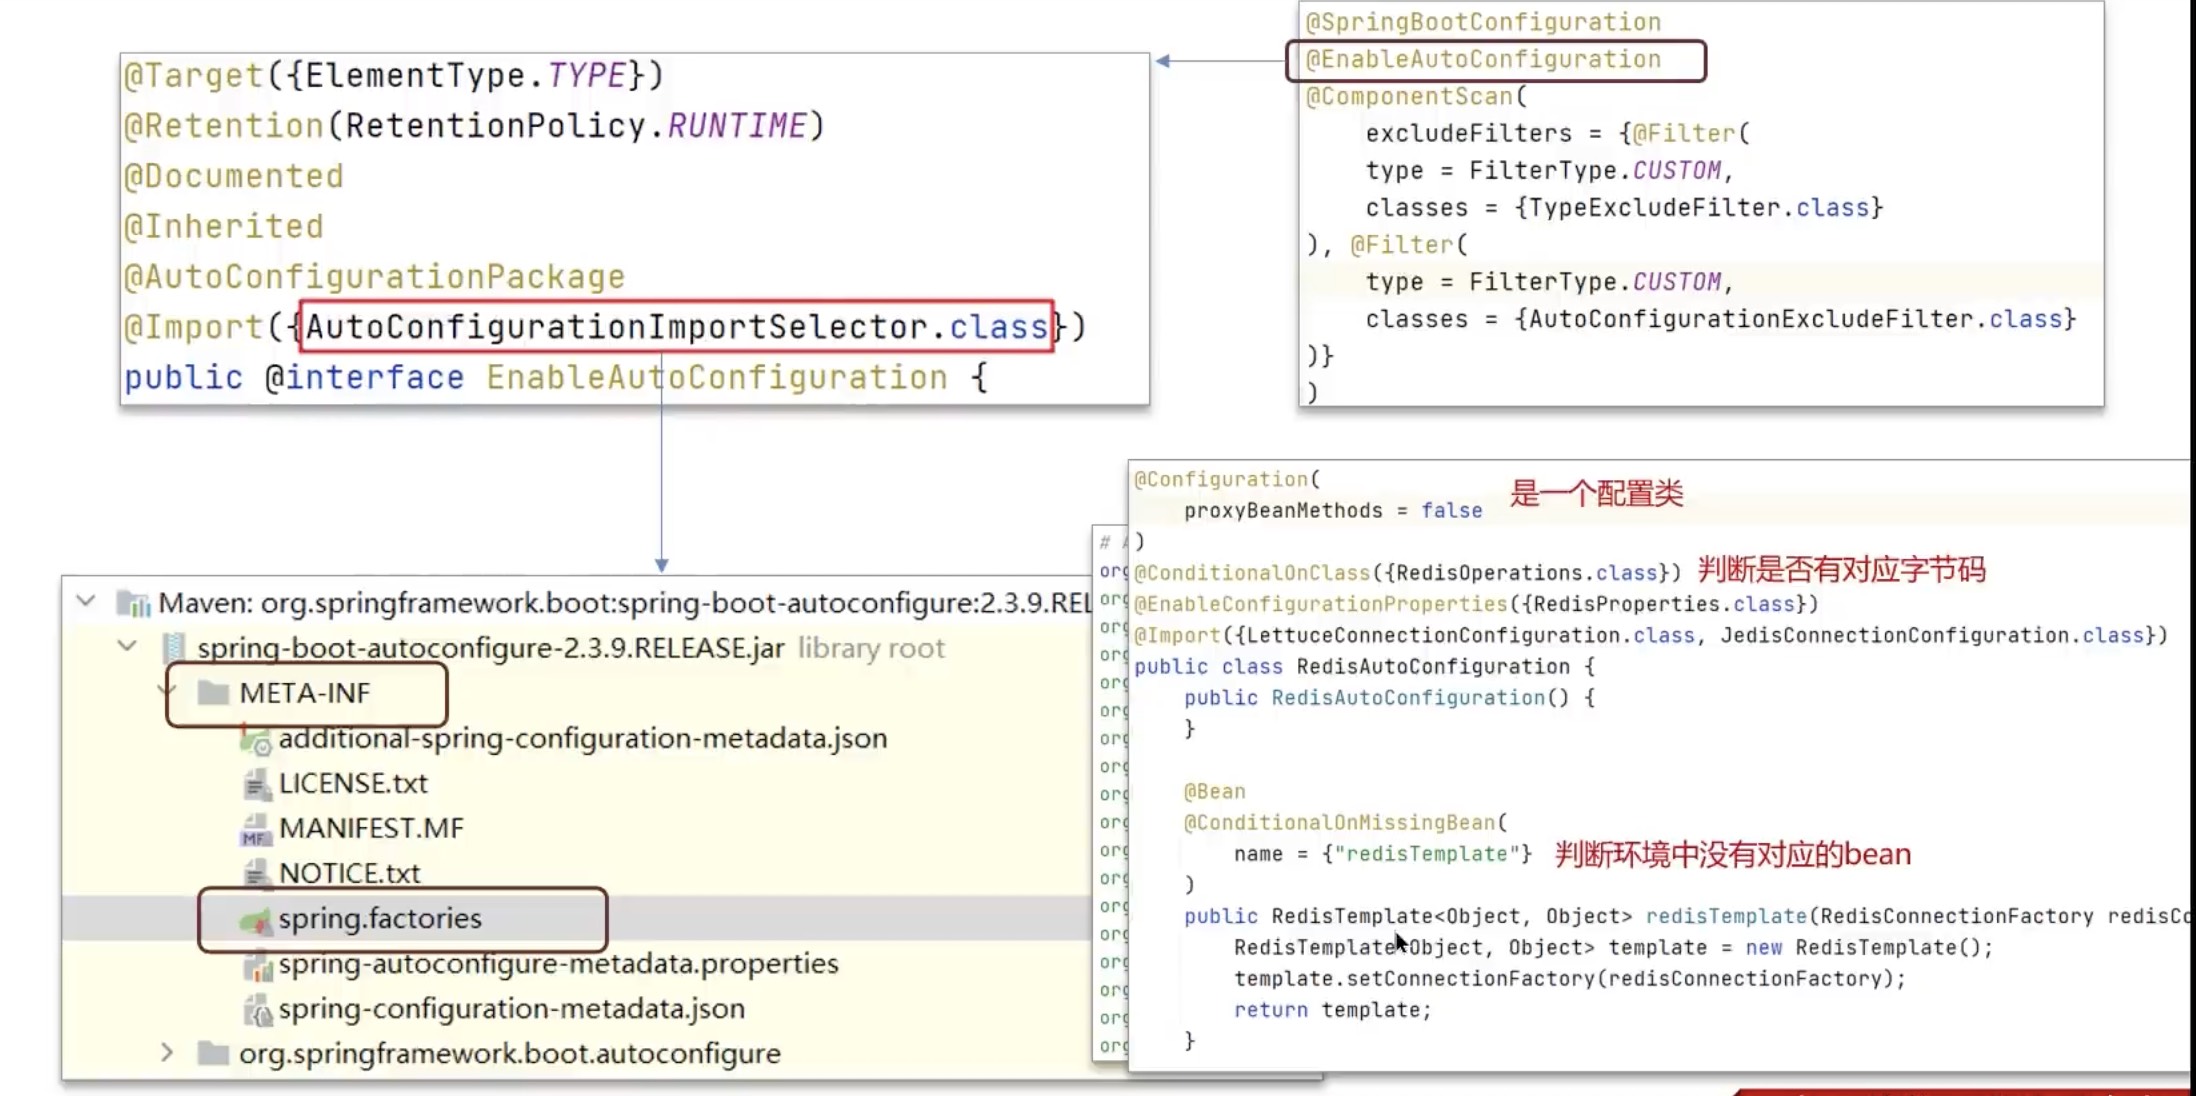 @Target({ElementType.TYPE})
@Retention(RetentionPolicy.RUNTIME)
@Documented
@Inherited
@AutoConfigurationPackage
@Import({AutoConfigurationImportSelector.class})
public @interface EnableAutoConfiguration {
@SpringBootConfiguration
@EnableAutoConfiguration
@ComponentScan(
excludeFilters = {@Filter(
type = FilterType.CUSTOM,
classes = {TypeExcludeFilter.class}
), @Filter(
type = FilterType.CUSTOM,
classes = {AutoConfigurationExcludeFilter.class}
)}
)
Maven: org.springframework.boot:spring-boot-autoconfigure:2.3.9.REL
spring-boot-autoconfigure-2.3.9.RELEASE.jar library root
META-INF
additional-spring-configuration-metadata.json
LICENSE.txt
MANIFEST.MF
NOTICE.txt
spring.factories
spring-autoconfigure-metadata.properties
spring-configuration-metadata.json
org.springframework.boot.autoconfigure
@Configuration(
proxyBeanMethods = false 是一个配置类
)
@ConditionalOnClass({RedisOperations.class}) 判断是否有对应字节码
@EnableConfigurationProperties({RedisProperties.class})
@Import({LettuceConnectionConfiguration.class, JedisConnectionConfiguration.class})
public class RedisAutoConfiguration {
public RedisAutoConfiguration() {
}
@Bean
@ConditionalOnMissingBean(
name = {"redisTemplate"} 判断环境中没有对应的bean
)
public RedisTemplate<Object, Object> redisTemplate(RedisConnectionFactory redisCo
RedisTemplate<Object, Object> template = new RedisTemplate();
template.setConnectionFactory(redisConnectionFactory);
return template;
}